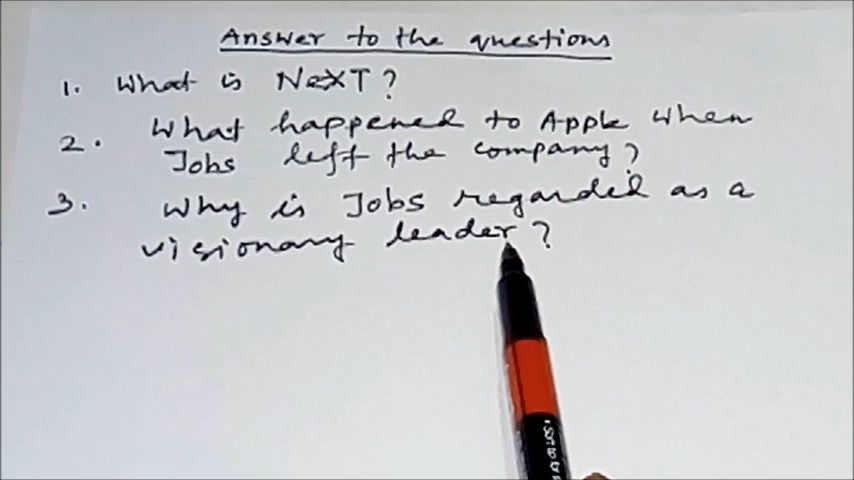 Answer to the questions
1. What is NeXT?
2. What happened to Apple when
Jobs left the company?
3. Why is Jobs regarded as a
visionary leader?